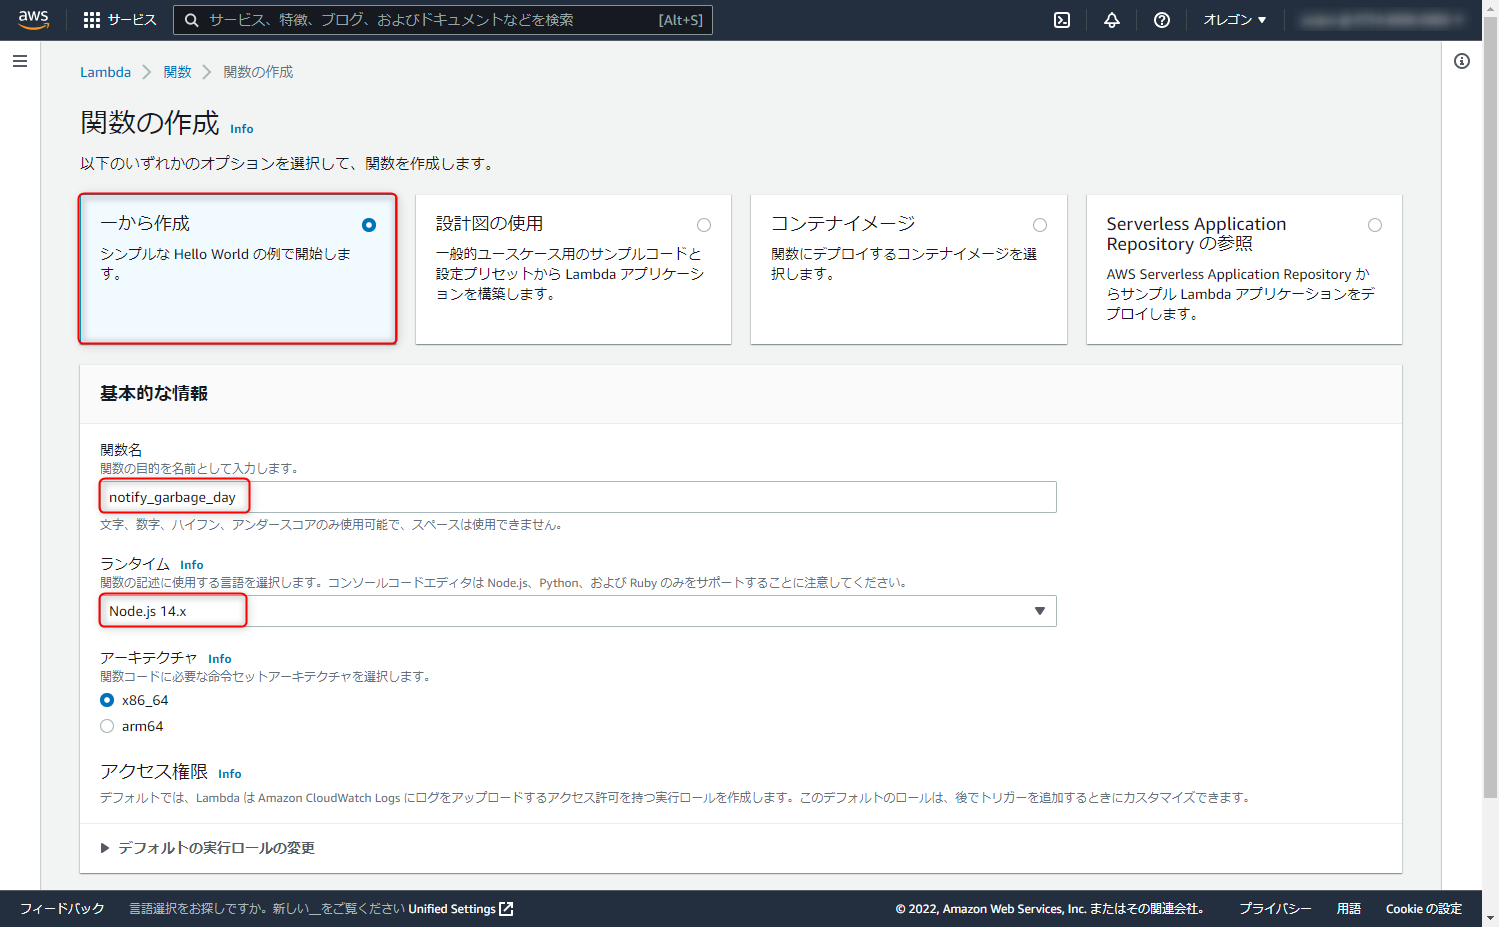 aws サービス サービス、特徴、ブログ、およびドキュメントなどを検索 [Alt+S] オレゴン
Lambda 関数 関数の作成
関数の作成 Info
以下のいずれかのオプションを選択して、関数を作成します。
一から作成
シンプルな Hello World の例で開始しま
す。
設計図の使用
一般的ユースケース用のサンプルコードと
設定プリセットから Lambda アプリケーシ
ョンを構築します。
コンテナイメージ
関数にデプロイするコンテナイメージを選
択します。
Serverless Application
Repository の参照
AWS Serverless Application Repository か
らサンプル Lambda アプリケーションをデ
プロイします。
基本的な情報
関数名
関数の目的を名前として入力します。
notify_garbage_day
文字、数字、ハイフン、アンダースコアのみ使用可能で、スペースは使用できません。
ランタイム Info
関数の記述に使用する言語を選択します。コンソールコードエディタは Node.js、Python、および Ruby のみをサポートすることに注意してください。
Node.js 14.x
アーキテクチャ Info
関数コードに必要な命令セットアーキテクチャを選択します。
x86_64
arm64
アクセス権限 Info
デフォルトでは、Lambda は Amazon CloudWatch Logs にログをアップロードするアクセス許可を持つ実行ロールを作成します。このデフォルトのロールは、後でトリガーを追加するときにカスタマイズできます。
デフォルトの実行ロールの変更
フィードバック 言語選択をお探しですか。新しい__をご覧ください Unified Settings © 2022, Amazon Web Services, Inc. またはその関連会社。 プライバシー 用語 Cookie の設定